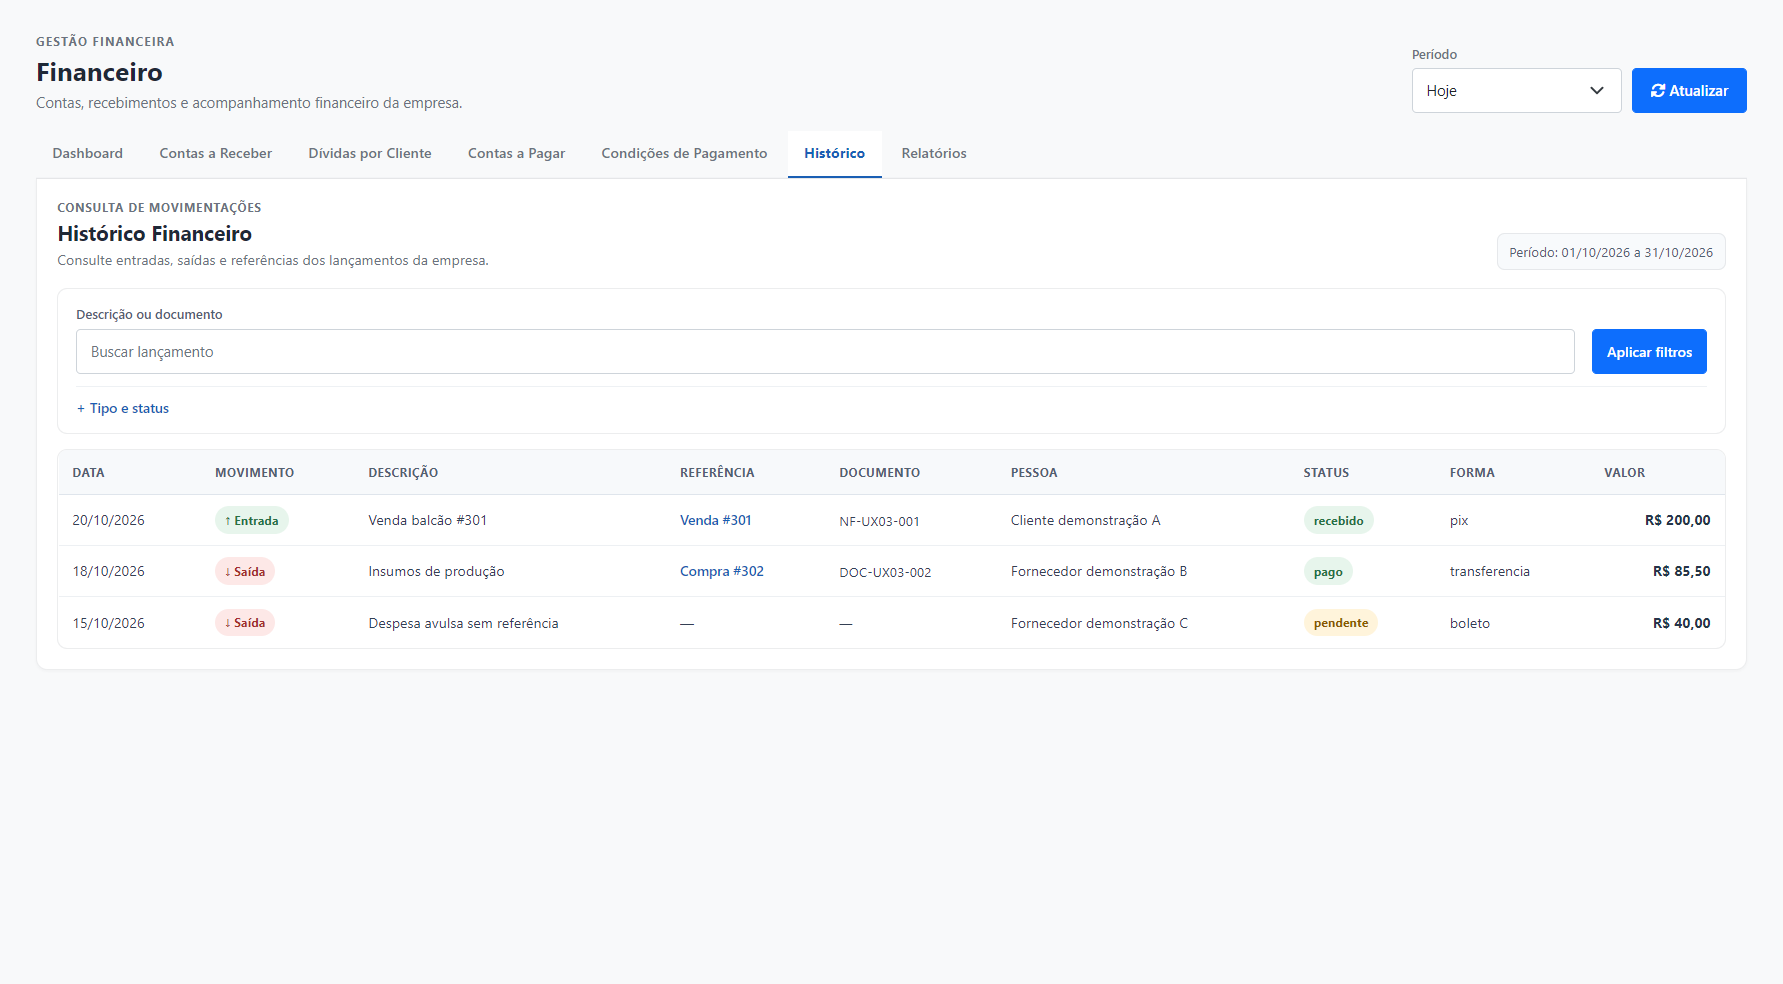 GESTÃO FINANCEIRA
Financeiro
Contas, recebimentos e acompanhamento financeiro da empresa.
Período
Hoje
Atualizar
Dashboard Contas a Receber Dívidas por Cliente Contas a Pagar Condições de Pagamento Histórico Relatórios
CONSULTA DE MOVIMENTAÇÕES
Histórico Financeiro
Consulte entradas, saídas e referências dos lançamentos da empresa.
Período: 01/10/2026 a 31/10/2026
Descrição ou documento
Buscar lançamento
Aplicar filtros
+ Tipo e status
DATA MOVIMENTO DESCRIÇÃO REFERÊNCIA DOCUMENTO PESSOA STATUS FORMA VALOR
20/10/2026 ↑ Entrada Venda balcão #301 Venda #301 NF-UX03-001 Cliente demonstração A recebido pix R$ 200,00
18/10/2026 ↓ Saída Insumos de produção Compra #302 DOC-UX03-002 Fornecedor demonstração B pago transferencia R$ 85,50
15/10/2026 ↓ Saída Despesa avulsa sem referência — — Fornecedor demonstração C pendente boleto R$ 40,00